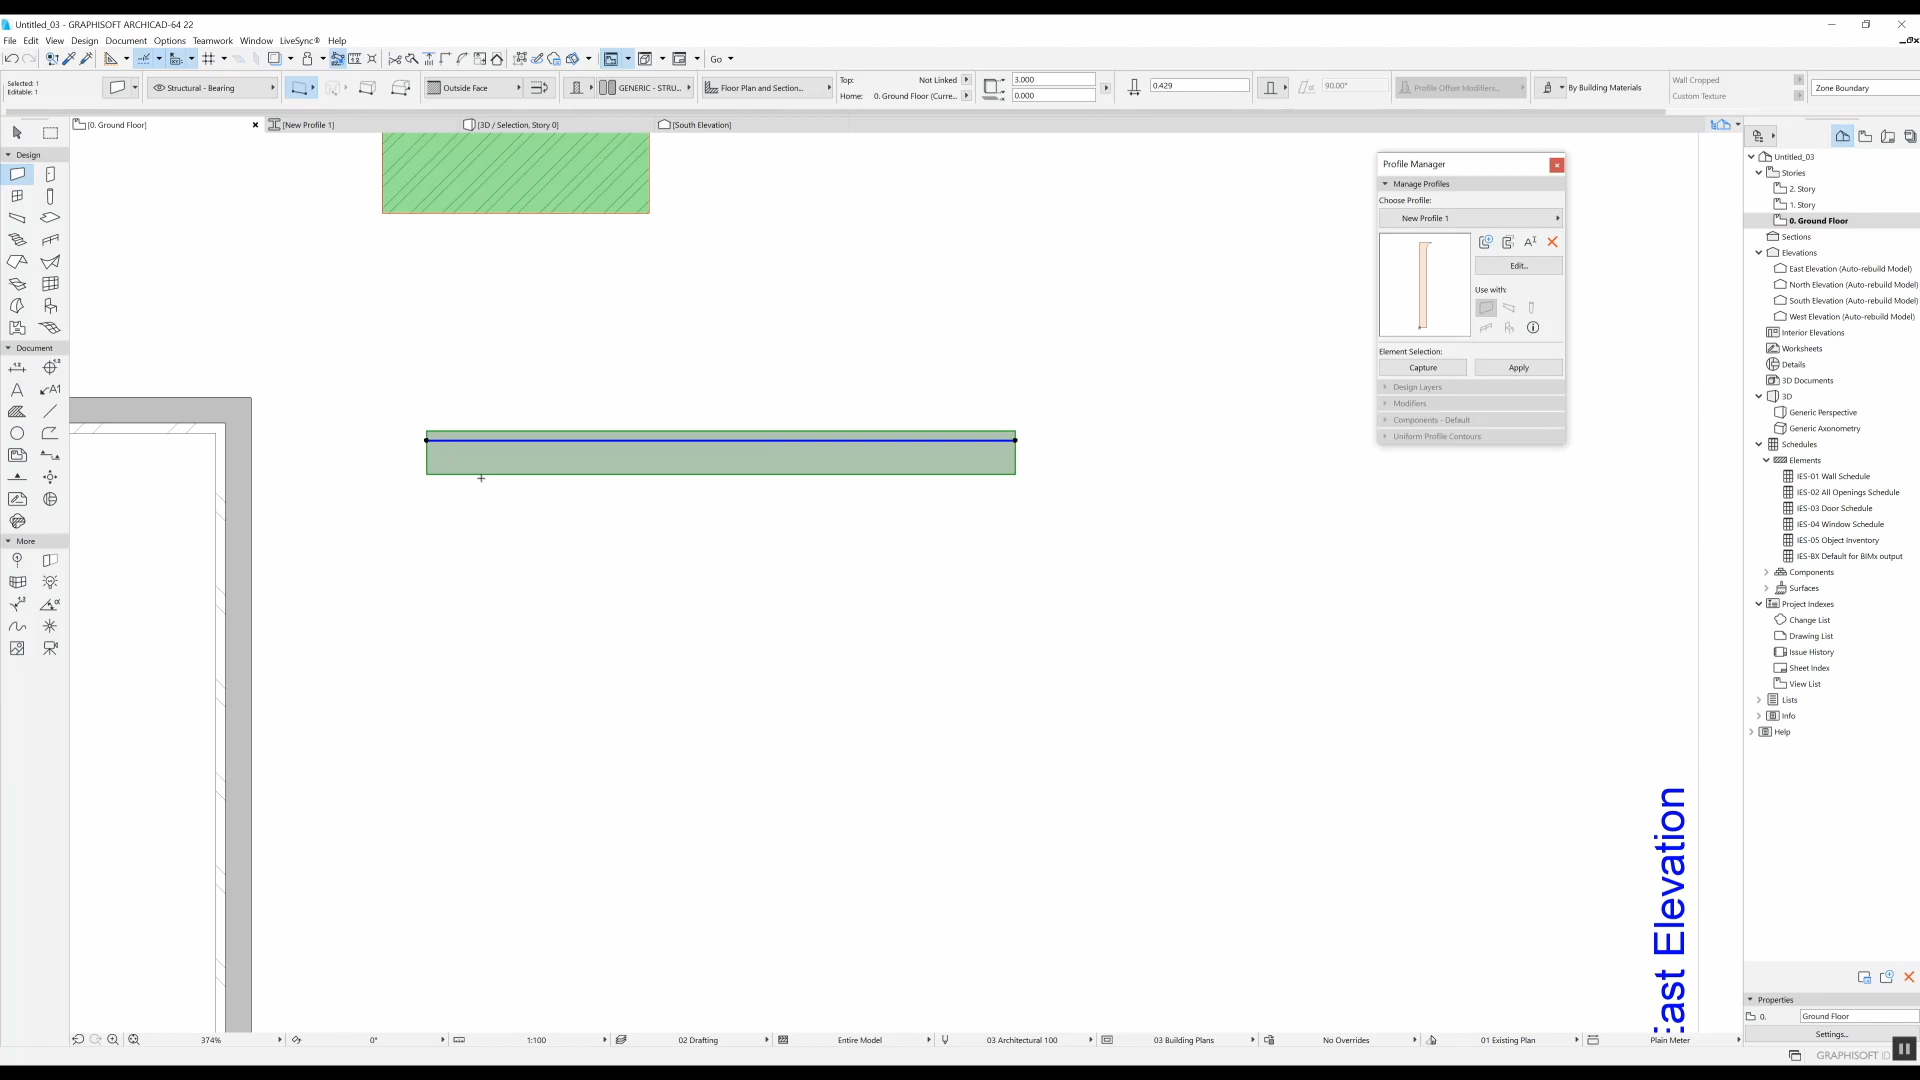 Untitled_03 - GRAPHISOFT ARCHICAD-64 22
File Edit View Design Document Options Teamwork Window LiveSync® Help
Go
Selected: 1
Editable: 1
Structural - Bearing
Outside Face
GENERIC - STRU...
Floor Plan and Section...
Top: Not Linked
Home: 0. Ground Floor (Curre...
3.000
0.000
0.429
90.00°
Profile Offset Modifiers...
By Building Materials
Wall Cropped
Custom Texture
Zone Boundary
[0. Ground Floor]
[New Profile 1]
[3D / Selection, Story 0]
[South Elevation]
Design
Document
More
Profile Manager
Manage Profiles
Choose Profile:
New Profile 1
Edit...
Use with:
Element Selection:
Capture
Apply
Design Layers
Modifiers
Components - Default
Uniform Profile Contours
East Elevation
Untitled_03
Stories
2. Story
1. Story
0. Ground Floor
Sections
Elevations
East Elevation (Auto-rebuild Model)
North Elevation (Auto-rebuild Model)
South Elevation (Auto-rebuild Model)
West Elevation (Auto-rebuild Model)
Interior Elevations
Worksheets
Details
3D Documents
3D
Generic Perspective
Generic Axonometry
Schedules
Elements
IES-01 Wall Schedule
IES-02 All Openings Schedule
IES-03 Door Schedule
IES-04 Window Schedule
IES-05 Object Inventory
IES-BX Default for BIMx output
Components
Surfaces
Project Indexes
Change List
Drawing List
Issue History
Sheet Index
View List
Lists
Info
Help
Properties
0. Ground Floor
Settings...
374%
0°
1:100
02 Drafting
Entire Model
03 Architectural 100
03 Building Plans
No Overrides
01 Existing Plan
Plain Meter
GRAPHISOFT ID